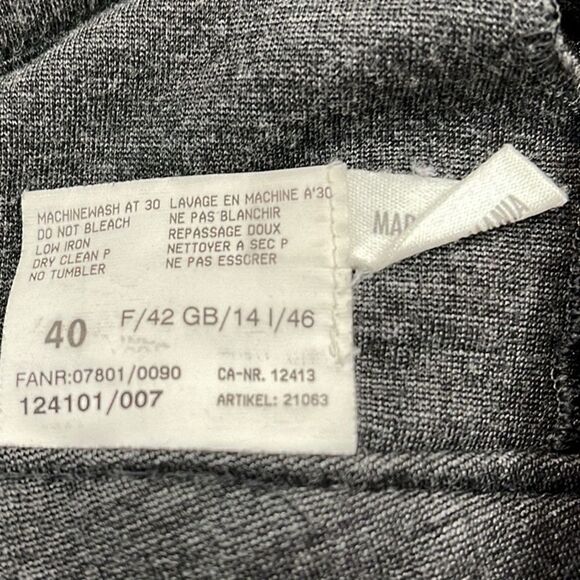 MACHINEWASH AT 30 LAVAGE EN MACHINE A'30
DO NOT BLEACH NE PAS BLANCHIR
LOW IRON REPASSAGE DOUX
DRY CLEAN P NETTOYER A SEC P
NO TUMBLER NE PAS ESSORER
40 F/42 GB/14 I/46
FANR:07801/0090 CA-NR. 12413
124101/007 ARTIKEL: 21063